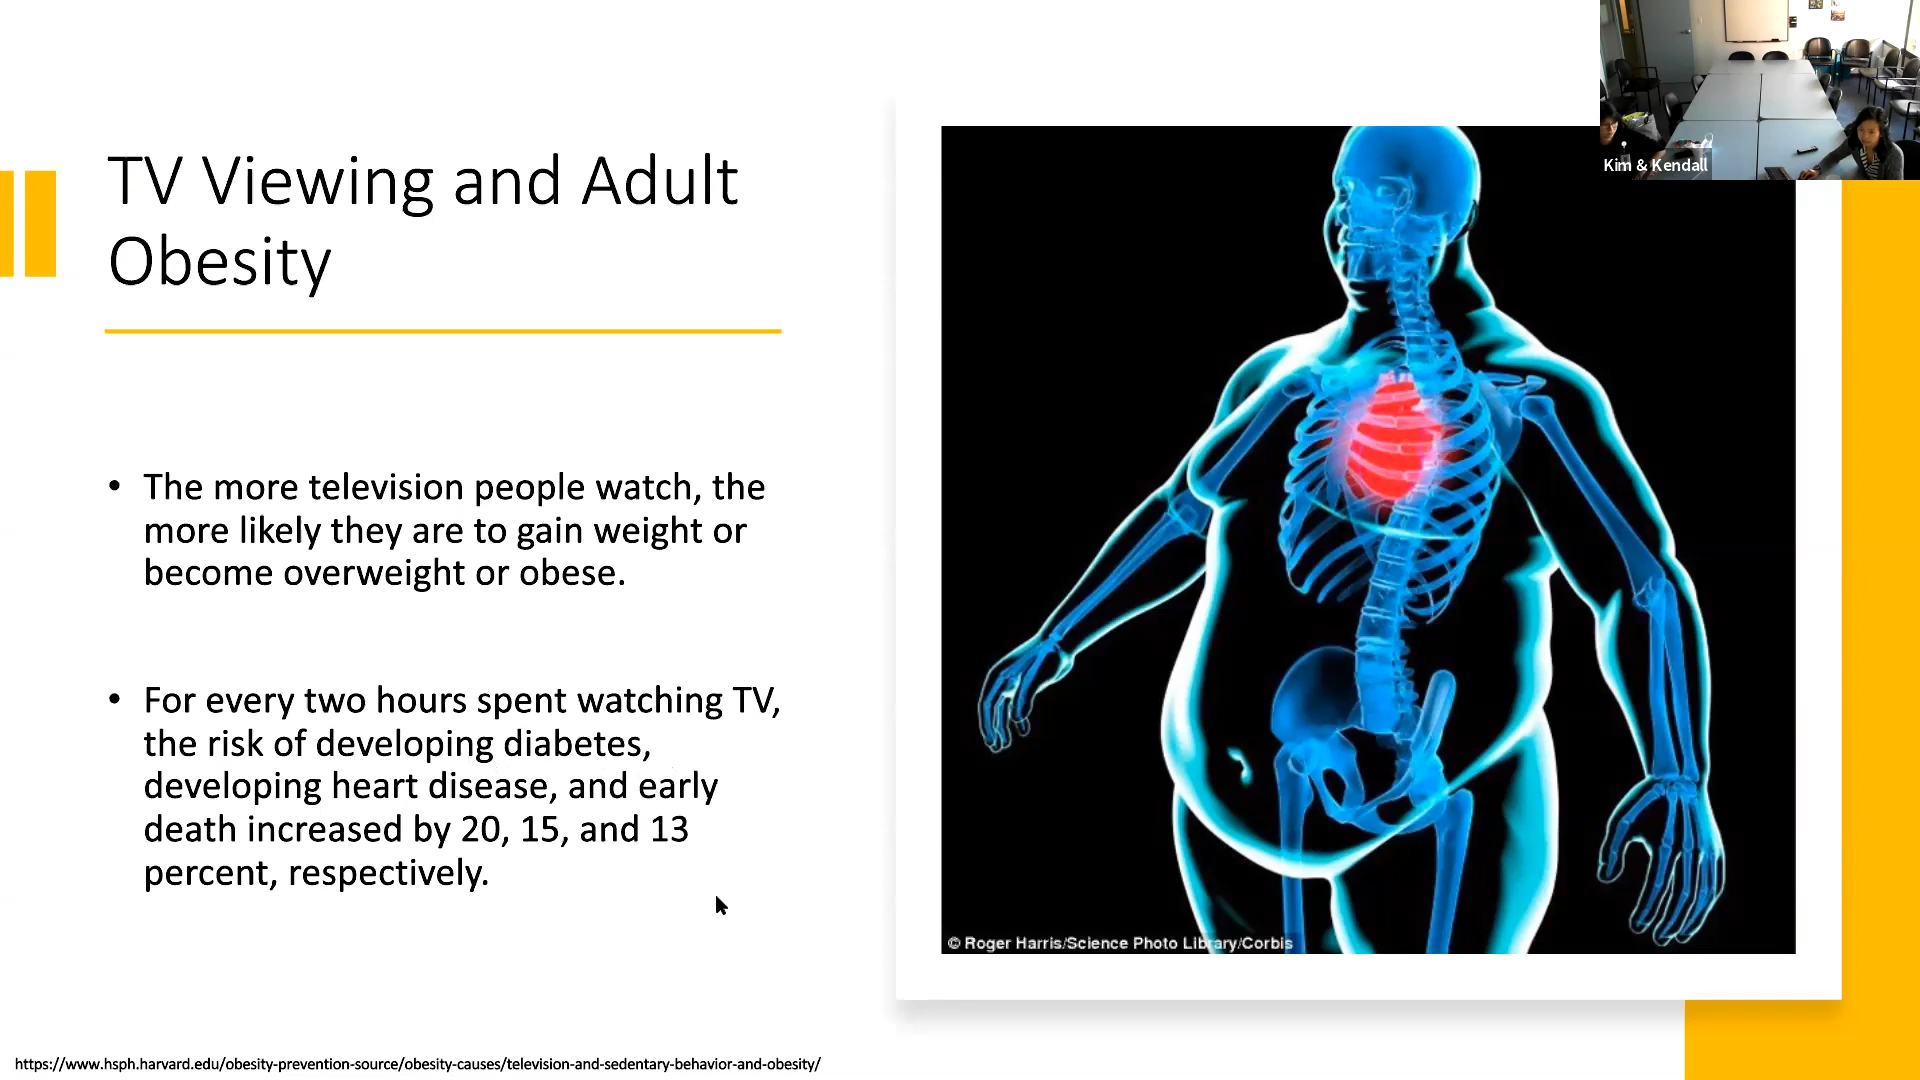 Kim & Kendall
TV Viewing and Adult
Obesity
• The more television people watch, the
more likely they are to gain weight or
become overweight or obese.
• For every two hours spent watching TV,
the risk of developing diabetes,
developing heart disease, and early
death increased by 20, 15, and 13
percent, respectively.
© Roger Harris/Science Photo Library/Corbis
https://www.hsph.harvard.edu/obesity-prevention-source/obesity-causes/television-and-sedentary-behavior-and-obesity/